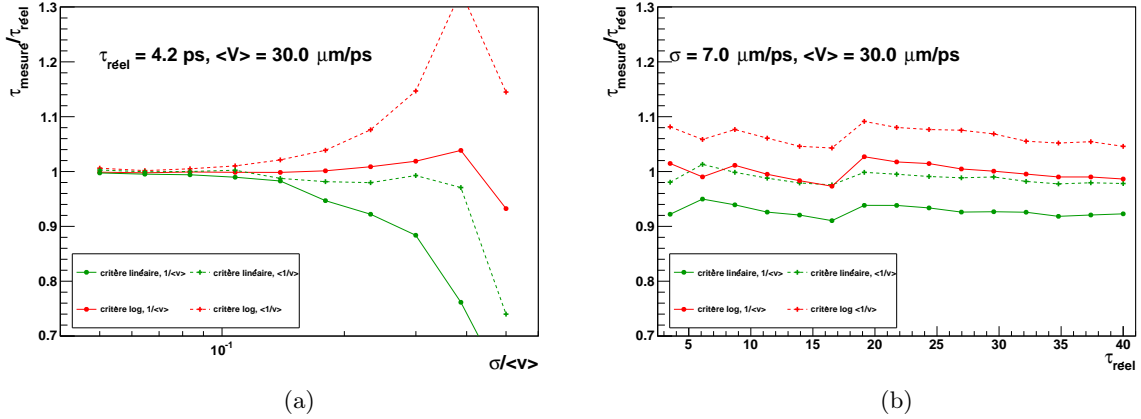 τmesure/τréel
1.3
1.2
1.1
1
0.9
0.8
0.7
τréel = 4.2 ps, <V> = 30.0 μm/ps
critère linéaire, 1/<v>
critère linéaire, <1/v>
critère log, 1/<v>
critère log, <1/v>
10⁻¹
σ/<v>
(a)
τmesure/τréel
1.3
1.2
1.1
1
0.9
0.8
0.7
σ = 7.0 μm/ps, <V> = 30.0 μm/ps
critère linéaire, 1/<v>
critère linéaire, <1/v>
critère log, 1/<v>
critère log <1/v>
5 10 15 20 25 30 35 40
τréel
(b)